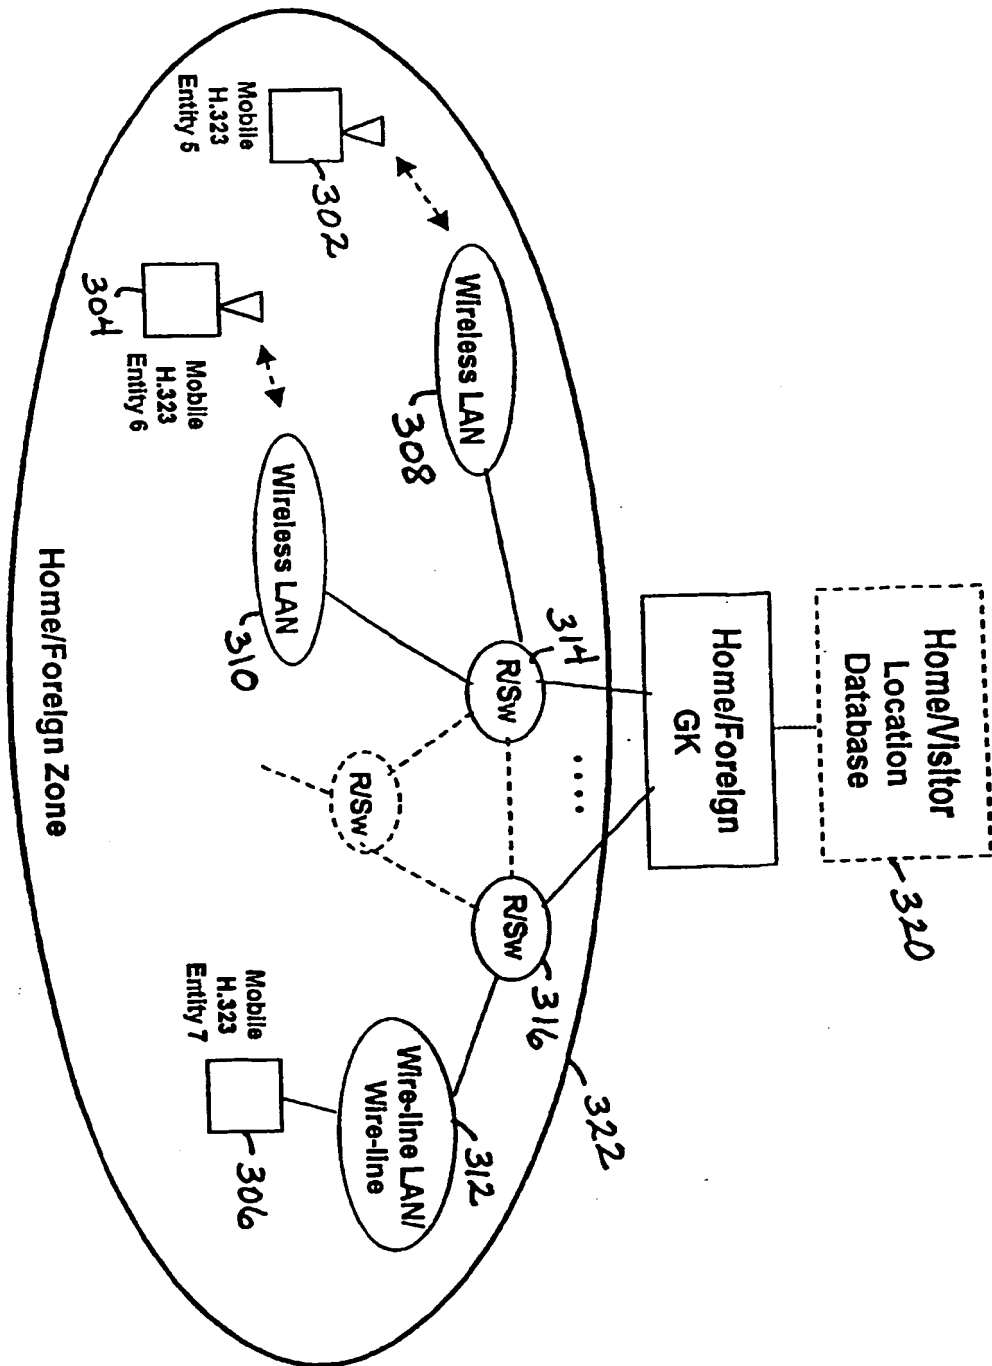 Home/Visitor
Location
Database
320
Home/Foreign
GK
322
314
R/Sw
....
R/Sw
316
R/Sw
Wireless LAN
308
Wireless LAN
310
Wire-line LAN/
Wire-line
312
302
Mobile
H.323
Entity 5
304
Mobile
H.323
Entity 6
306
Mobile
H.323
Entity 7
Home/Foreign Zone